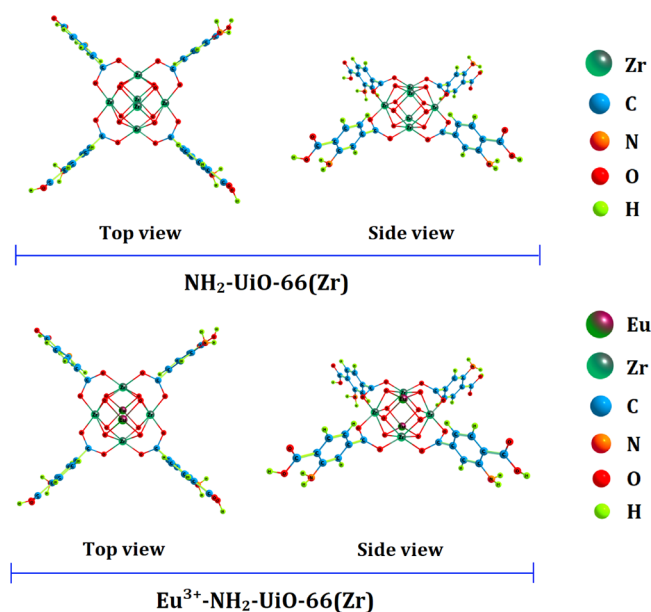 Zr
C
N
O
H
Top view Side view
NH₂-UiO-66(Zr)
Eu
Zr
C
N
O
H
Top view Side view
Eu³⁺-NH₂-UiO-66(Zr)